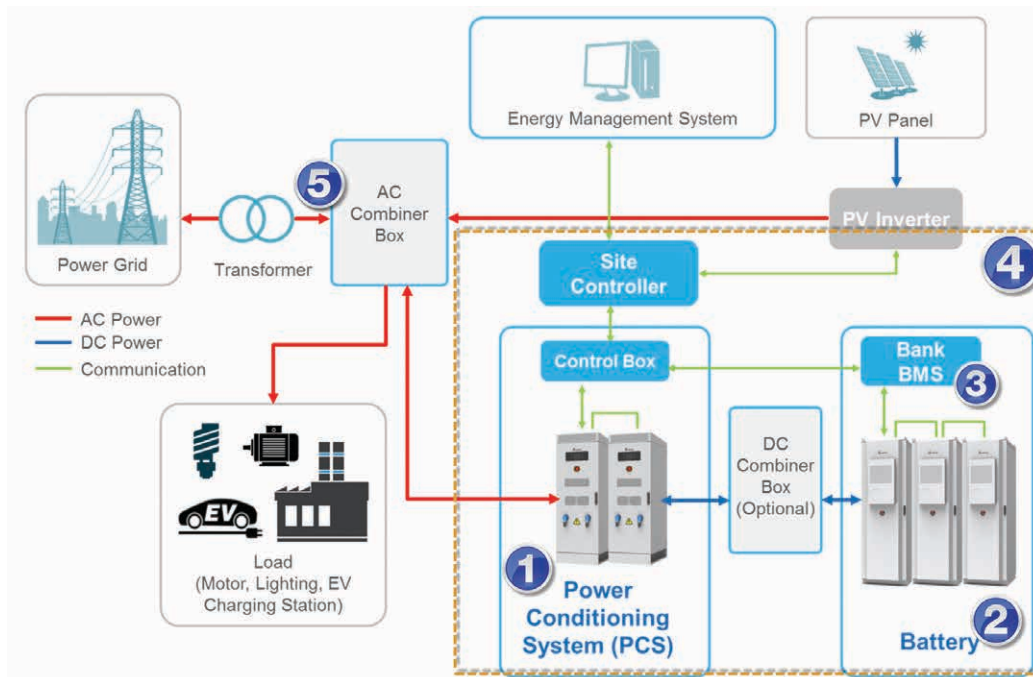 Energy Management System
PV Panel
Power Grid
Transformer
5
AC
Combiner
Box
PV Inverter
4
Site
Controller
AC Power
DC Power
Communication
Control Box
Bank
BMS
3
DC
Combiner
Box
(Optional)
EV
Load
(Motor, Lighting, EV
Charging Station)
1
Power
Conditioning
System (PCS)
2
Battery